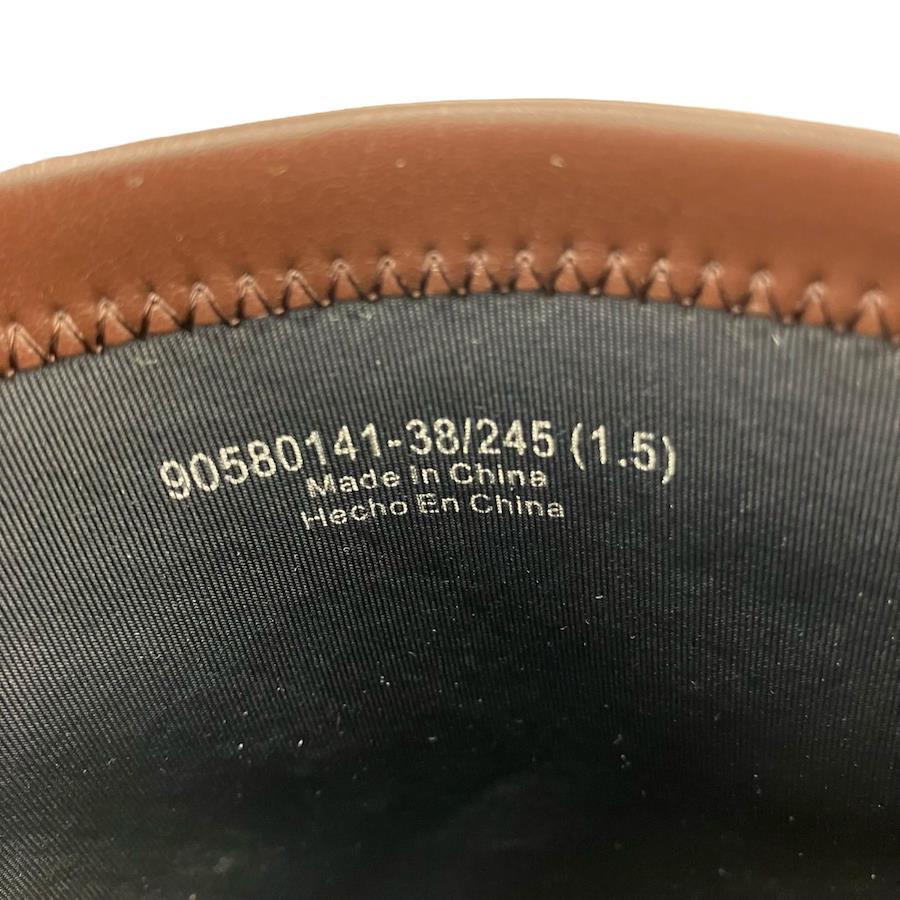 90580141-38/245 (1.5)
Made In China
Hecho En China